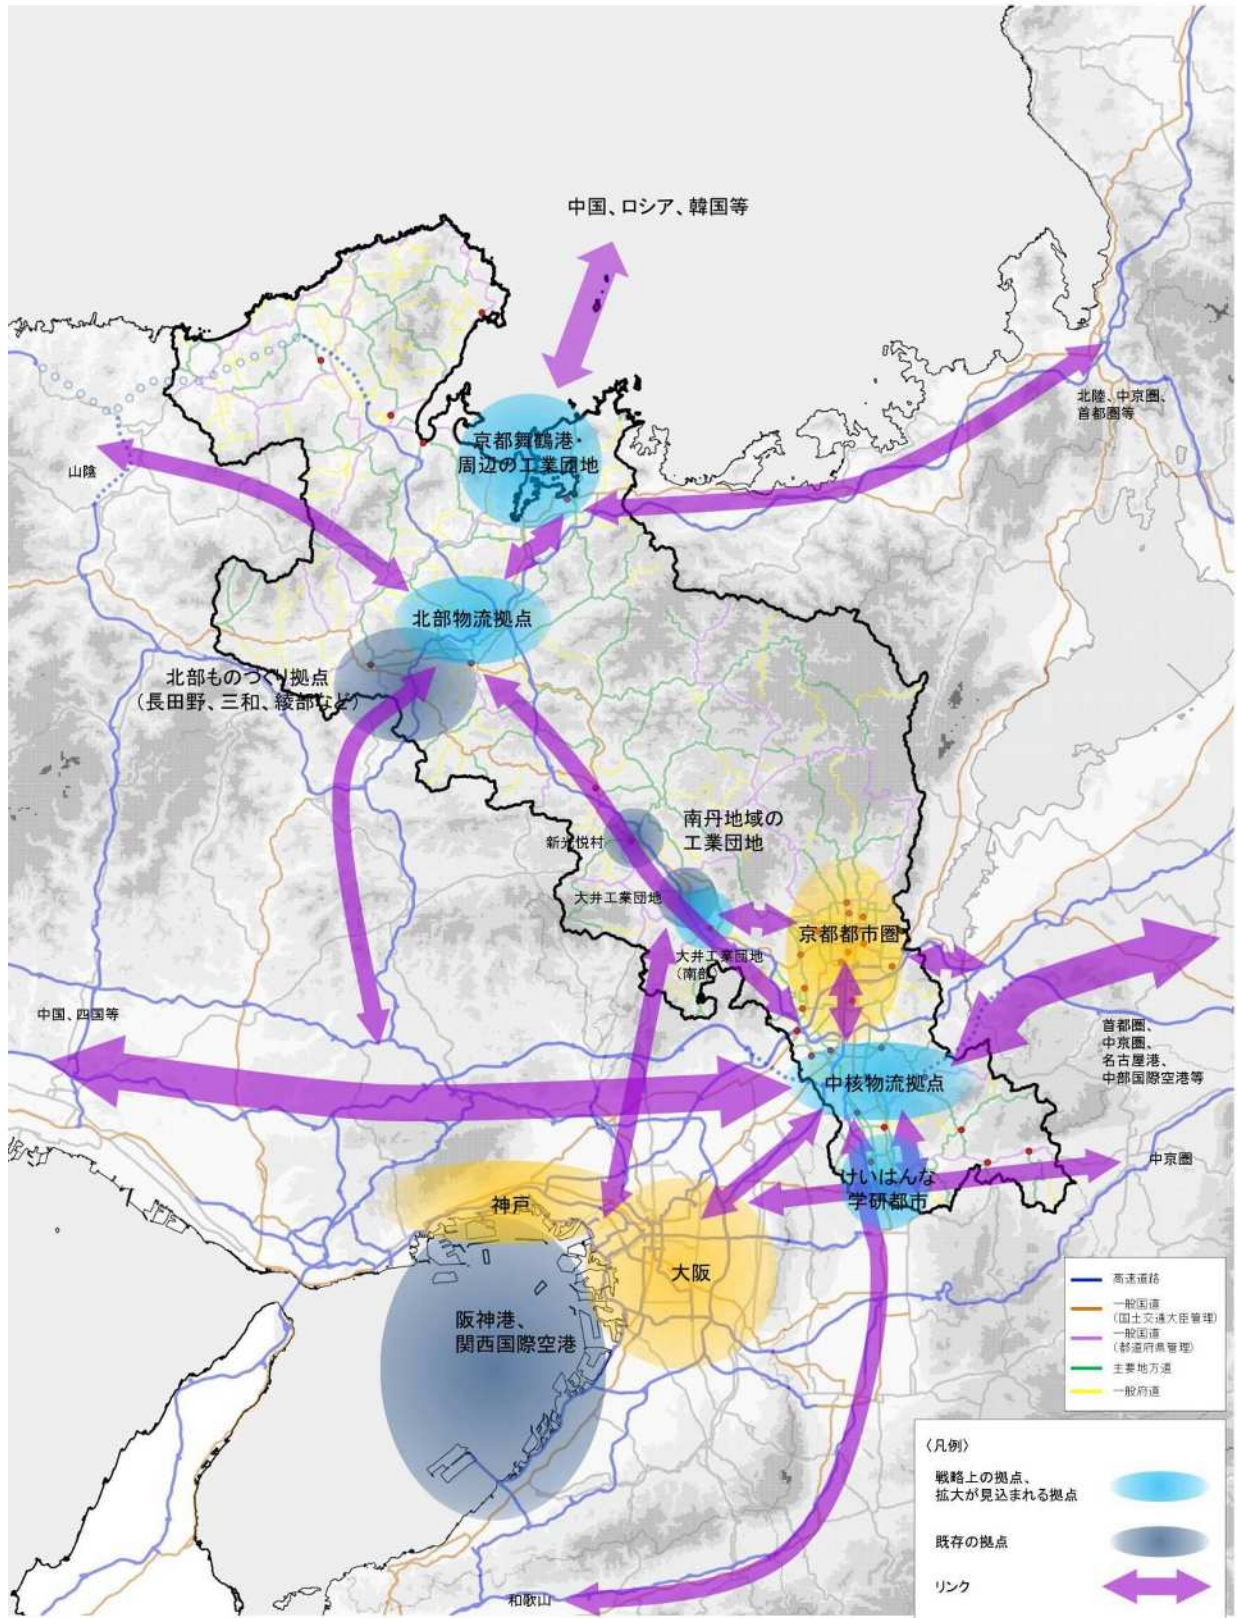 中国、ロシア、韓国等
京都舞鶴港・
周辺の工業団地
北陸、中京圏、
首都圏等
山陰
北部物流拠点
北部ものづくり拠点
(長田野、三和、綾部など)
南丹地域の
工業団地
新光悦村
大井工業団地
京都都市圏
大井工業団地
(南部)
中国、四国等
首都圏、
中京圏、
名古屋港、
中部国際空港等
中核物流拠点
中京圏
けいはんな
学研都市
神戸
大阪
阪神港、
関西国際空港
和歌山
高速道路
一般国道
(国土交通大臣管理)
一般国道
(都道府県管理)
主要地方道
一般府道
〈凡例〉
戦略上の拠点、
拡大が見込まれる拠点
既存の拠点
リンク